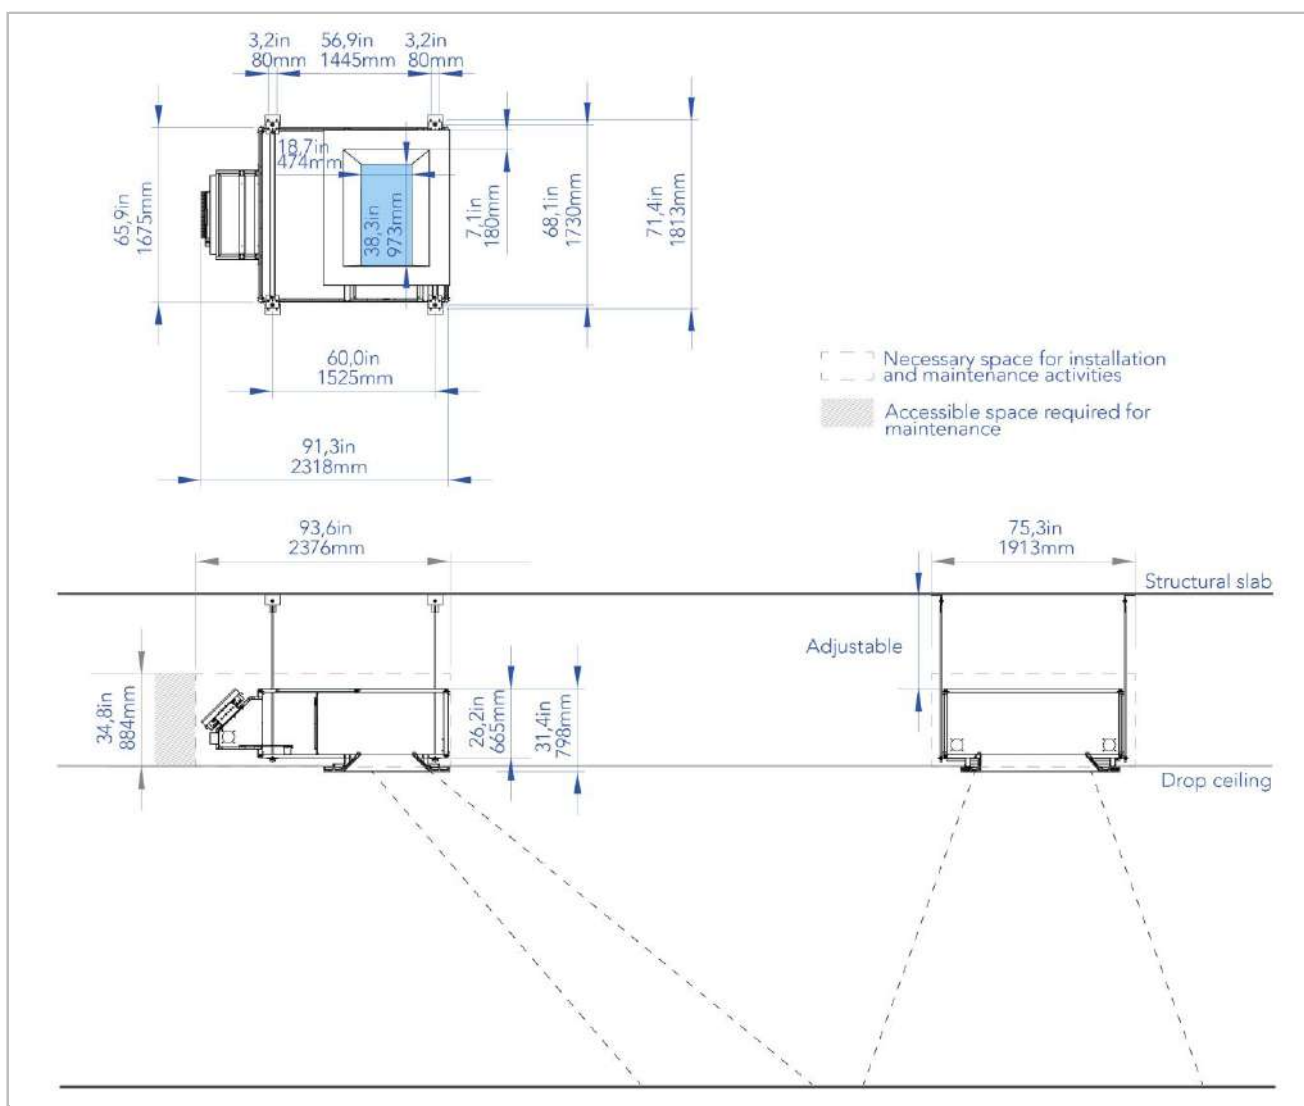 3,2in
80mm
56,9in
1445mm
3,2in
80mm
18,7in
474mm
38,3in
973mm
65,9in
1675mm
7,1in
180mm
68,1in
1730mm
71,4in
1813mm
60,0in
1525mm
91,3in
2318mm
Necessary space for installation
and maintenance activities
Accessible space required for
maintenance
93,6in
2376mm
75,3in
1913mm
Structural slab
Adjustable
34,8in
884mm
26,2in
665mm
31,4in
798mm
Drop ceiling